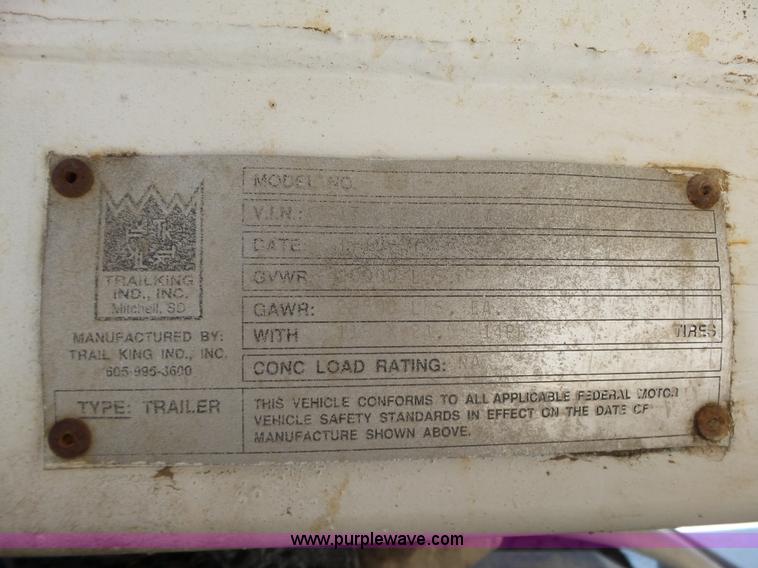 TRAILKING
IND., INC.
Mitchell, SD
MANUFACTURED BY:
TRAIL KING IND., INC.
605-995-3600
TYPE: TRAILER
MODEL NO.
V.I.N.:
DATE
GVWR
GAWR: EA.
WITH TIRES
CONC LOAD RATING: NA
THIS VEHICLE CONFORMS TO ALL APPLICABLE FEDERAL MOTOR
VEHICLE SAFETY STANDARDS IN EFFECT ON THE DATE OF
MANUFACTURE SHOWN ABOVE.
www.purplewave.com